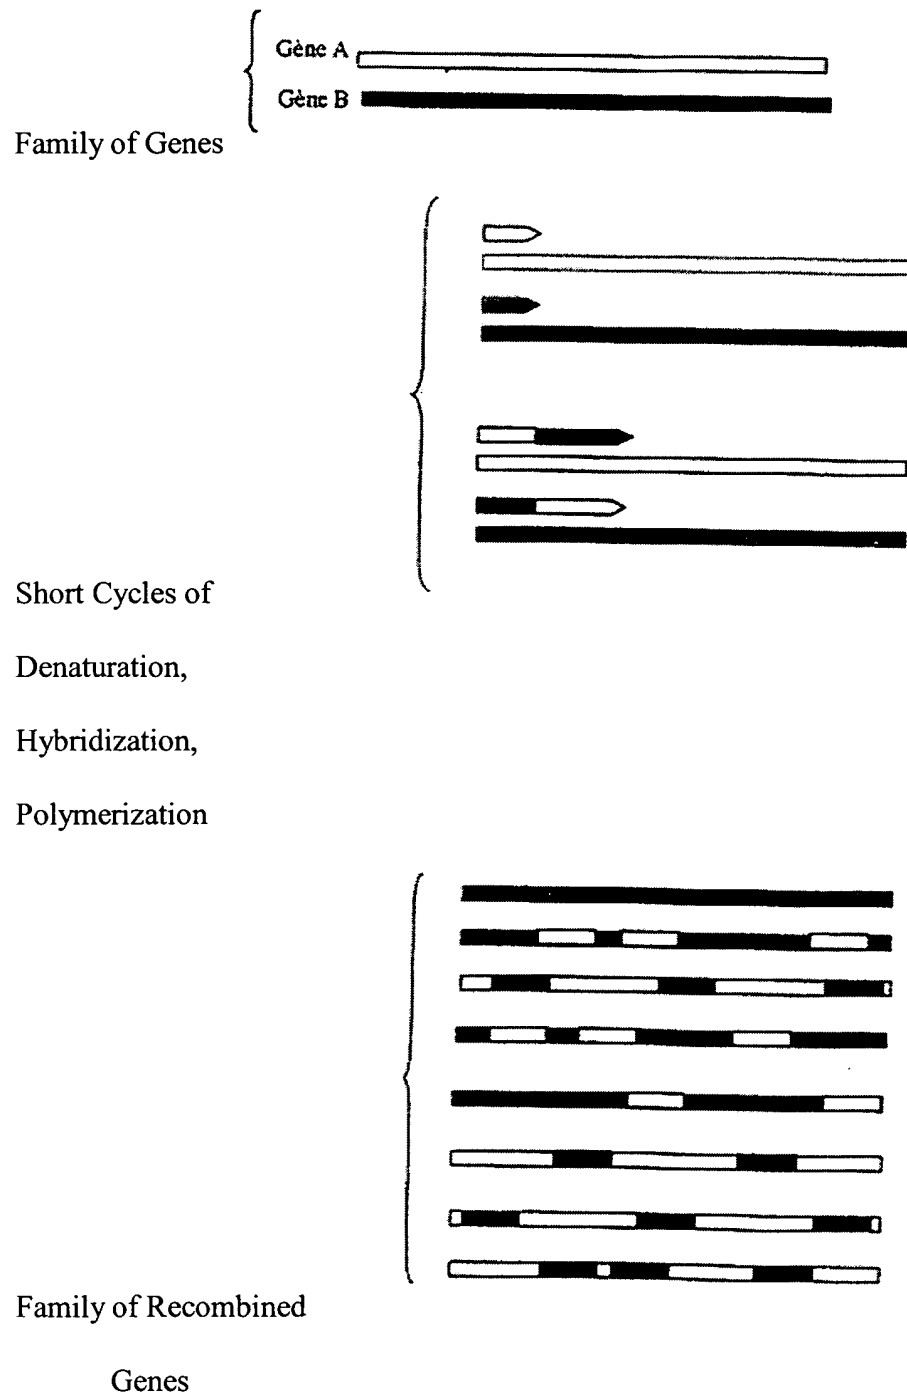 Gène A
Gène B
Family of Genes
Short Cycles of
Denaturation,
Hybridization,
Polymerization
Family of Recombined
Genes